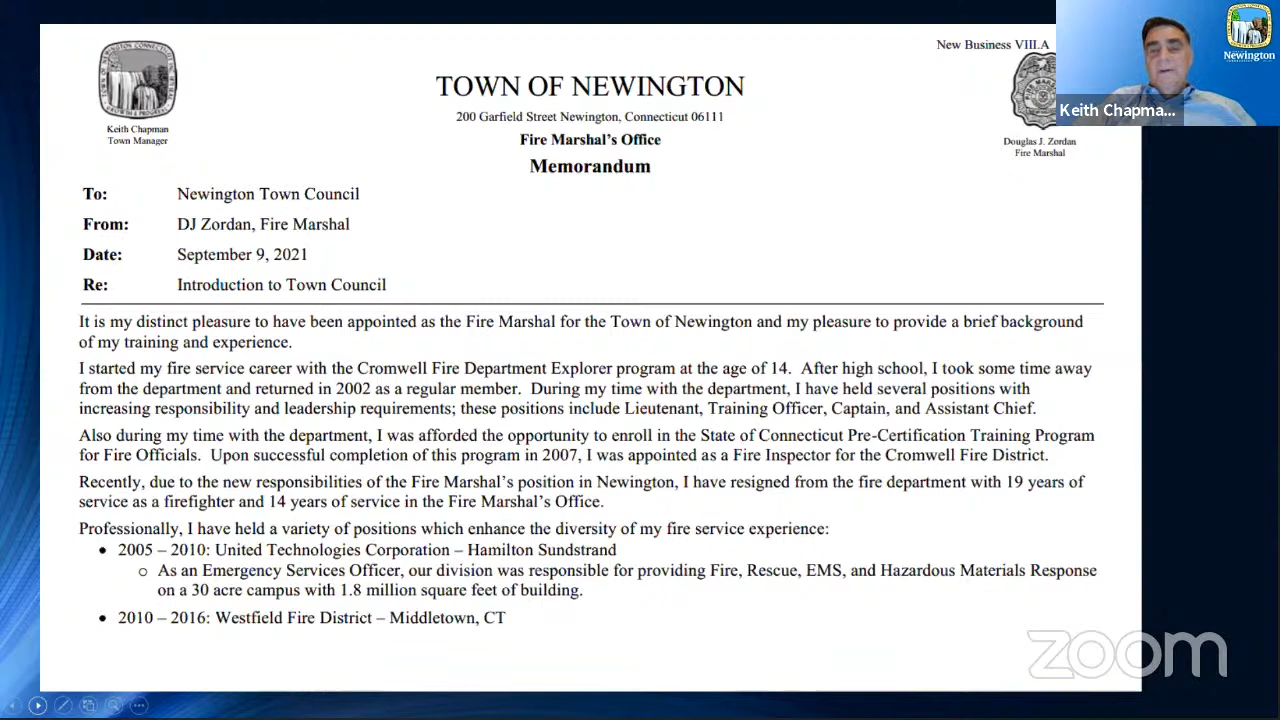 New Business VIII.A
Newington
Keith Chapma...
Keith Chapman
Town Manager
TOWN OF NEWINGTON
200 Garfield Street Newington, Connecticut 06111
Fire Marshal's Office
Memorandum
Douglas J. Zordan
Fire Marshal
To: Newington Town Council
From: DJ Zordan, Fire Marshal
Date: September 9, 2021
Re: Introduction to Town Council
It is my distinct pleasure to have been appointed as the Fire Marshal for the Town of Newington and my pleasure to provide a brief background
of my training and experience.
I started my fire service career with the Cromwell Fire Department Explorer program at the age of 14. After high school, I took some time away
from the department and returned in 2002 as a regular member. During my time with the department, I have held several positions with
increasing responsibility and leadership requirements; these positions include Lieutenant, Training Officer, Captain, and Assistant Chief.
Also during my time with the department, I was afforded the opportunity to enroll in the State of Connecticut Pre-Certification Training Program
for Fire Officials. Upon successful completion of this program in 2007, I was appointed as a Fire Inspector for the Cromwell Fire District.
Recently, due to the new responsibilities of the Fire Marshal's position in Newington, I have resigned from the fire department with 19 years of
service as a firefighter and 14 years of service in the Fire Marshal's Office.
Professionally, I have held a variety of positions which enhance the diversity of my fire service experience:
• 2005 – 2010: United Technologies Corporation – Hamilton Sundstrand
o As an Emergency Services Officer, our division was responsible for providing Fire, Rescue, EMS, and Hazardous Materials Response
on a 30 acre campus with 1.8 million square feet of building.
• 2010 – 2016: Westfield Fire District – Middletown, CT
zoom